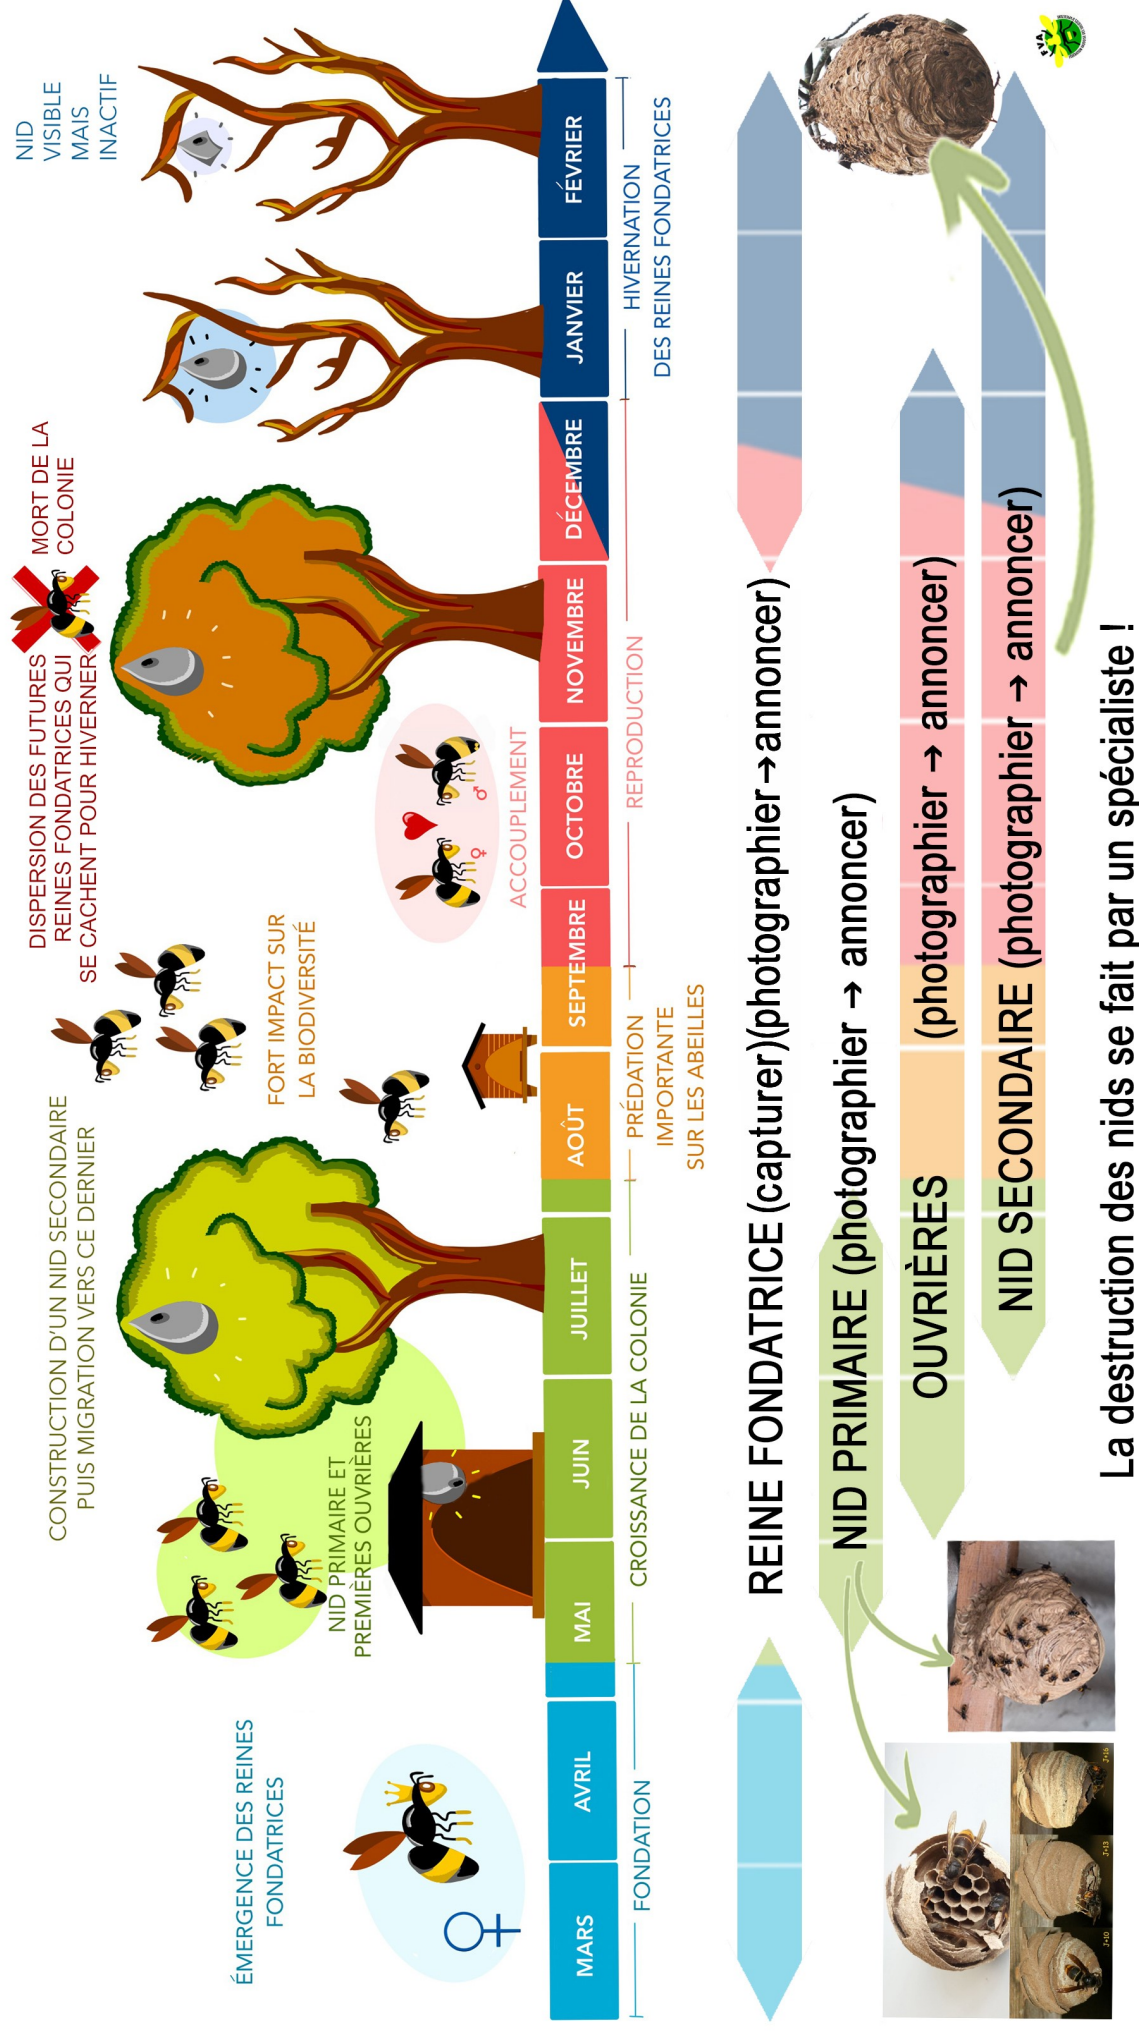 ÉMERGENCE DES REINES
FONDATRICES
CONSTRUCTION D'UN NID SECONDAIRE
PUIS MIGRATION VERS CE DERNIER
NID PRIMAIRE ET
PREMIÈRES OUVRIÈRES
FORT IMPACT SUR
LA BIODIVERSITÉ
DISPERSION DES FUTURES
REINES FONDATRICES QUI
SE CACHENT POUR HIVERNER
MORT DE LA
COLONIE
ACCOUPLEMENT
NID
VISIBLE
MAIS
INACTIF
MARS
AVRIL
MAI
JUIN
JUILLET
AOÛT
SEPTEMBRE
OCTOBRE
NOVEMBRE
DÉCEMBRE
JANVIER
FÉVRIER
FONDATION
CROISSANCE DE LA COLONIE
PRÉDATION
IMPORTANTE
SUR LES ABEILLES
REPRODUCTION
HIVERNATION
DES REINES FONDATRICES
REINE FONDATRICE (capturer)(photographier→annoncer)
NID PRIMAIRE (photographier → annoncer)
OUVRIÈRES (photographier → annoncer)
NID SECONDAIRE (photographier → annoncer)
J+10
J+13
J+16
La destruction des nids se fait par un spécialiste !
FVA